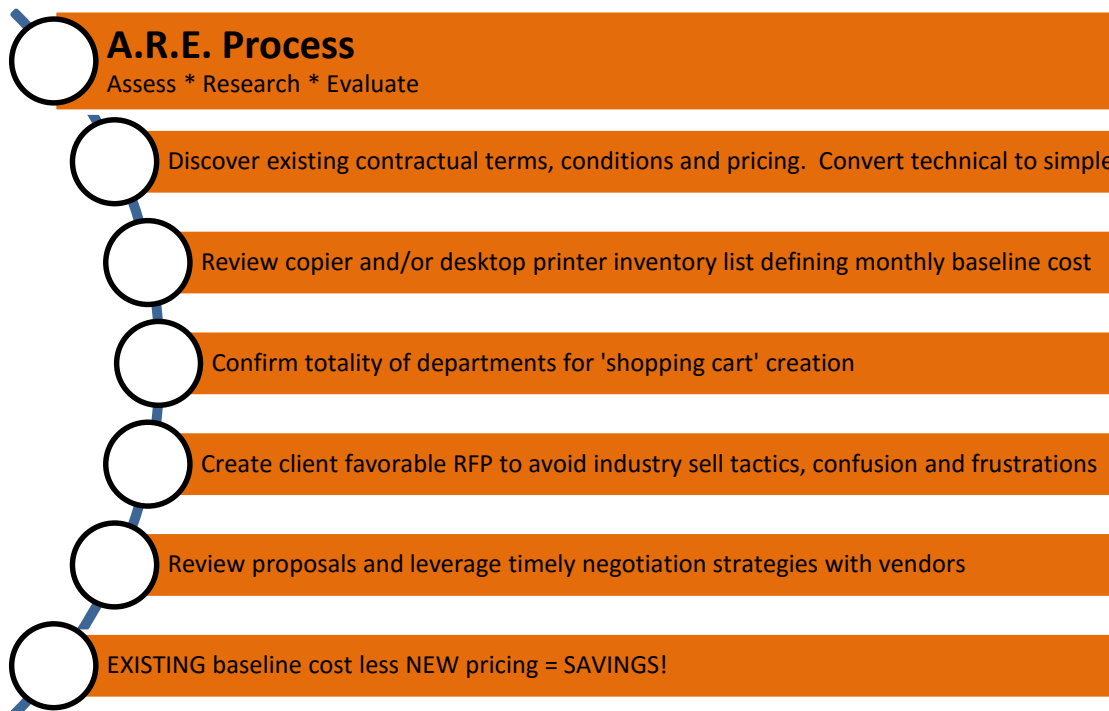 A.R.E. Process
Assess * Research * Evaluate
Discover existing contractual terms, conditions and pricing.  Convert technical to simple
Review copier and/or desktop printer inventory list defining monthly baseline cost
Confirm totality of departments for 'shopping cart' creation
Create client favorable RFP to avoid industry sell tactics, confusion and frustrations
Review proposals and leverage timely negotiation strategies with vendors
EXISTING baseline cost less NEW pricing = SAVINGS!